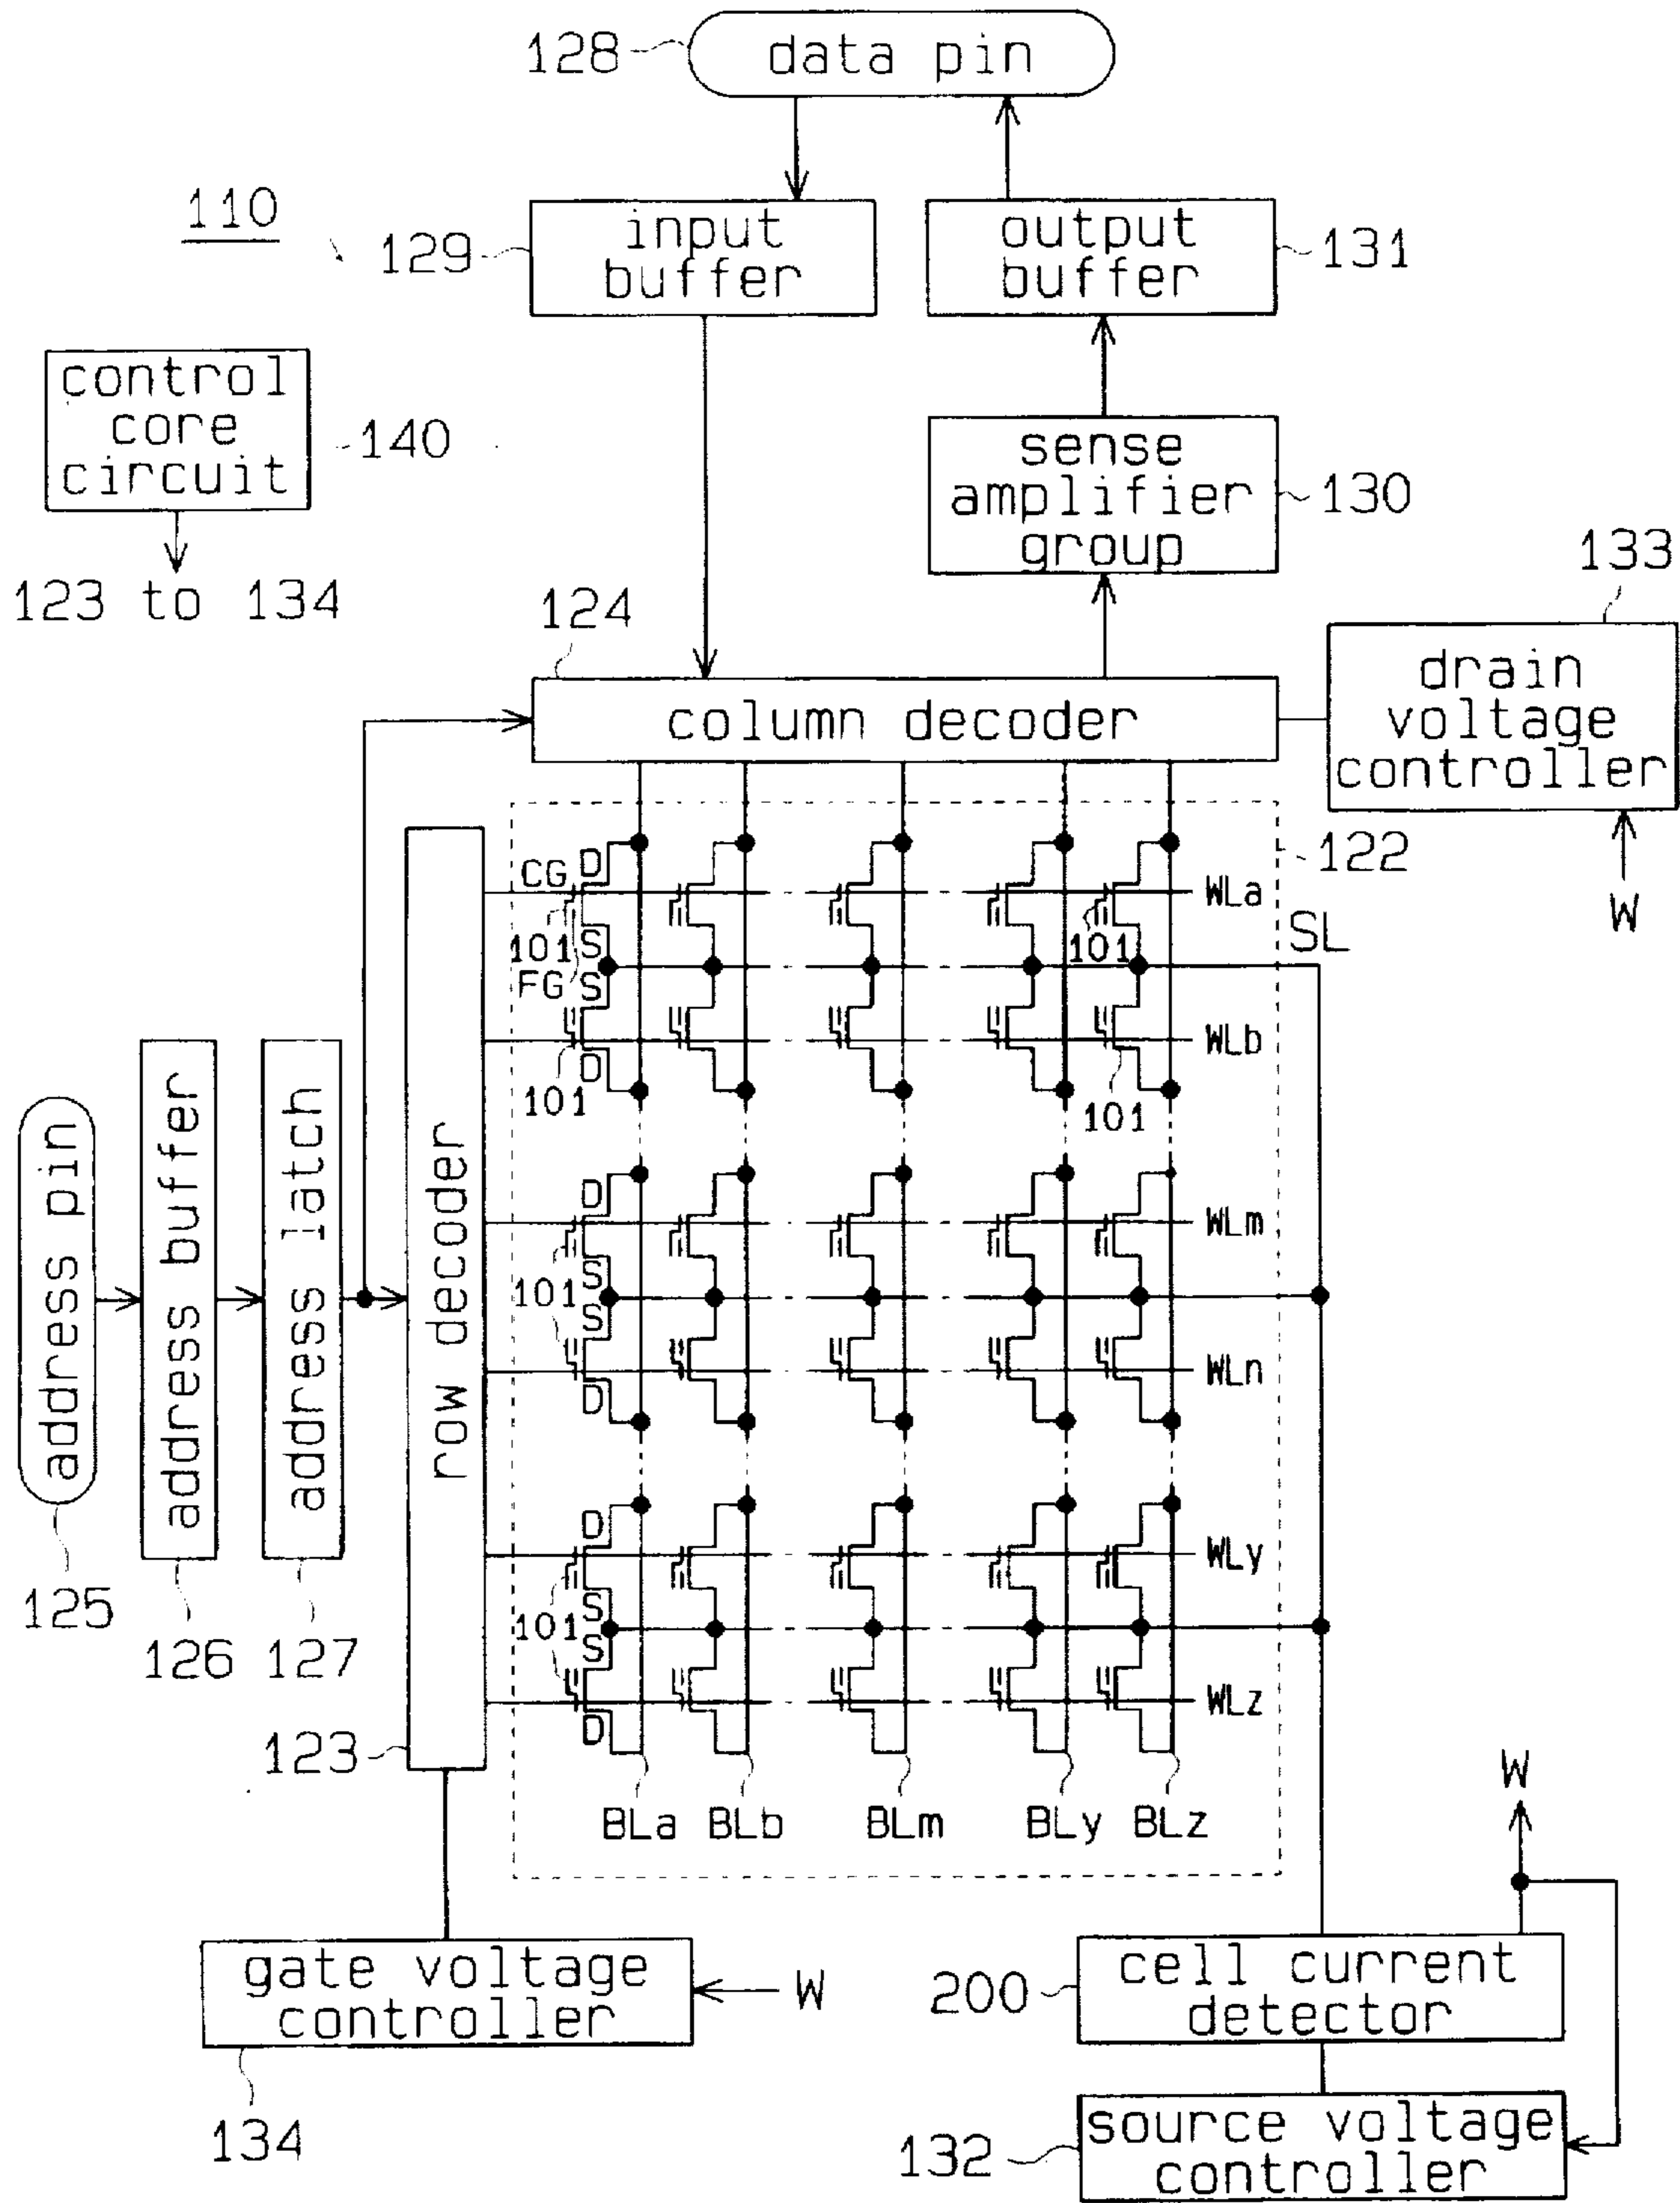 128
data pin
110
129
input
buffer
output
buffer
131
control
core
circuit
140
sense
amplifier
group
130
123 to 134
124
133
column decoder
drain
voltage
controller
W
122
D
CG
WLa
101
S
101
SL
FG
S
WLb
D
101
101
address pin
address buffer
address latch
row decoder
D
WLm
S
101
S
WLn
D
D
WLy
S
101
S
WLz
D
125
126
127
123
BLa
BLb
BLm
BLy
BLz
W
gate voltage
controller
W
134
200
cell current
detector
132
source voltage
controller